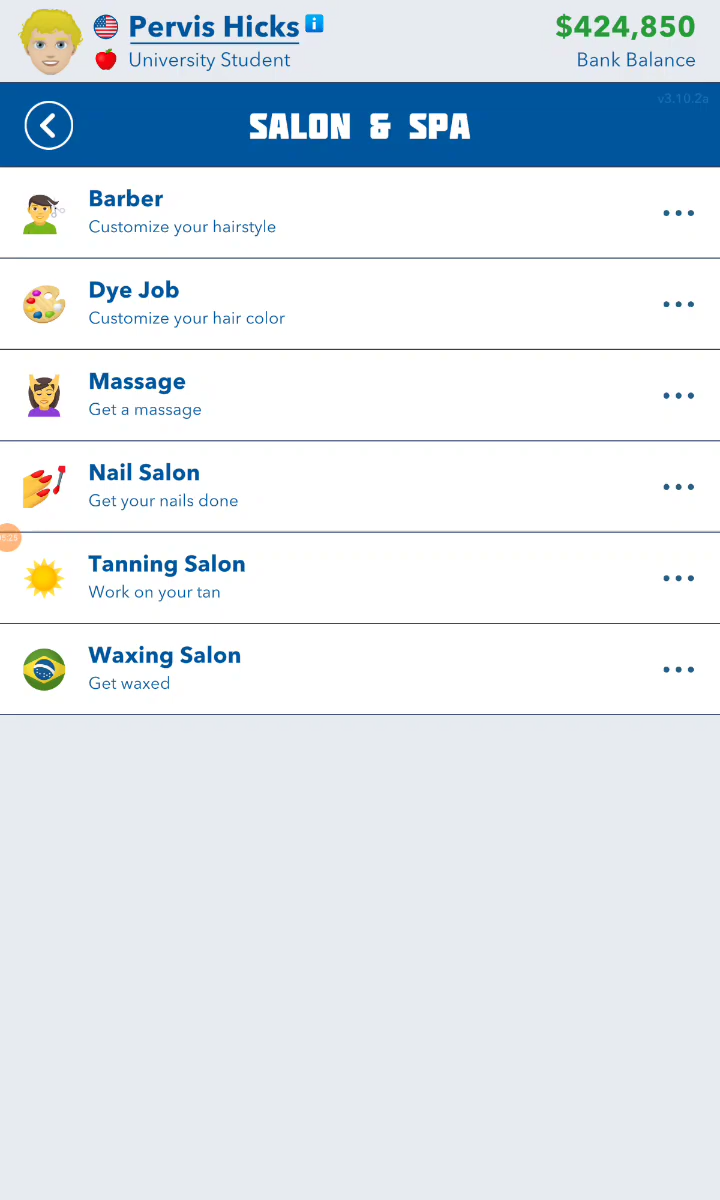 Pervis Hicks
$424,850
University Student
Bank Balance
v3.10.2a
SALON & SPA
Barber
Customize your hairstyle
Dye Job
Customize your hair color
Massage
Get a massage
Nail Salon
Get your nails done
Tanning Salon
Work on your tan
Waxing Salon
Get waxed